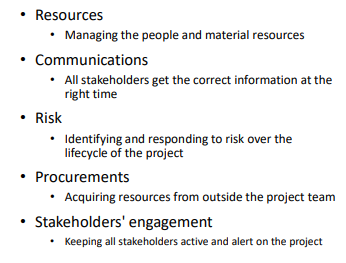 • Resources
• Managing the people and material resources
• Communications
• All stakeholders get the correct information at the
right time
• Risk
• Identifying and responding to risk over the
lifecycle of the project
• Procurements
• Acquiring resources from outside the project team
• Stakeholders' engagement
• Keeping all stakeholders active and alert on the project